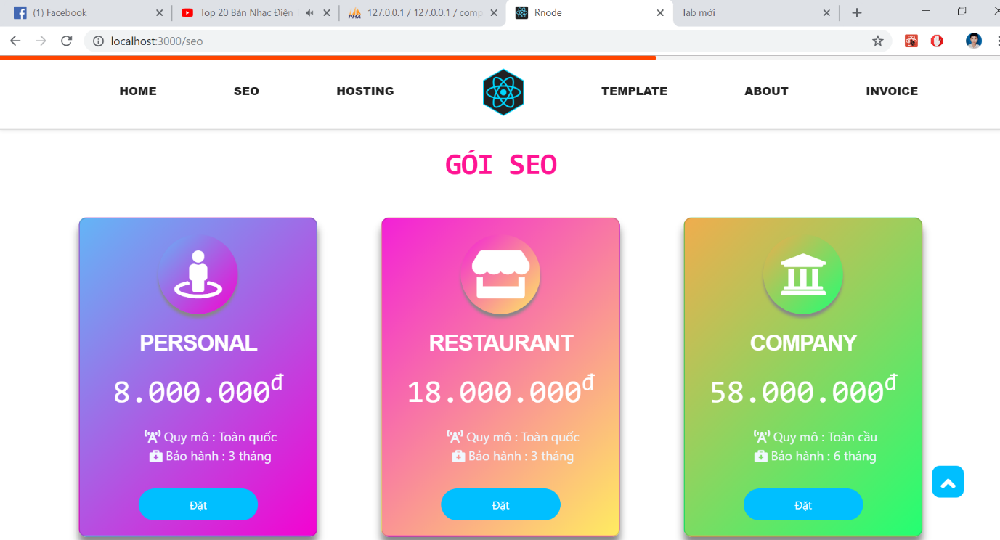 (1) Facebook
Top 20 Bản Nhạc Điện
127.0.0.1 / 127.0.0.1 / comp
Rnode
Tab mới
localhost:3000/seo
HOME SEO HOSTING TEMPLATE ABOUT INVOICE
GÓI SEO
PERSONAL
8.000.000đ
Quy mô : Toàn quốc
Bảo hành : 3 tháng
Đặt
RESTAURANT
18.000.000đ
Quy mô : Toàn quốc
Bảo hành : 3 tháng
Đặt
COMPANY
58.000.000đ
Quy mô : Toàn cầu
Bảo hành : 6 tháng
Đặt